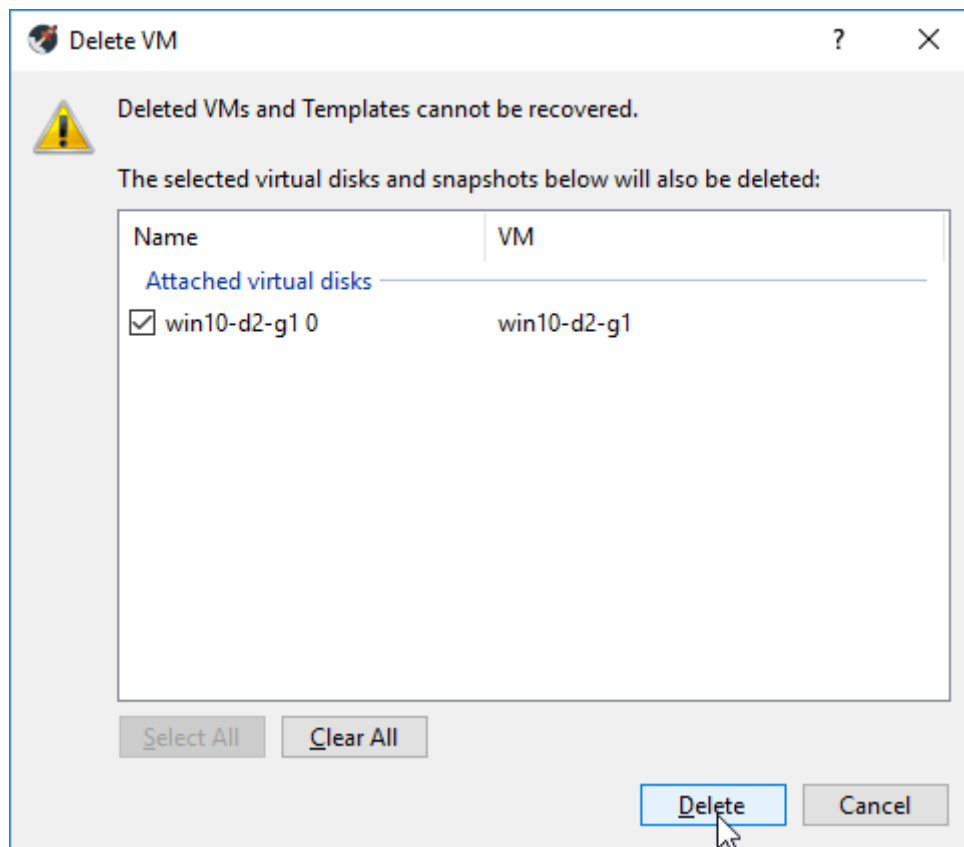 Delete VM ?
Deleted VMs and Templates cannot be recovered.
The selected virtual disks and snapshots below will also be deleted:
Name VM
Attached virtual disks
win10-d2-g1 0 win10-d2-g1
Select All Clear All
Delete Cancel